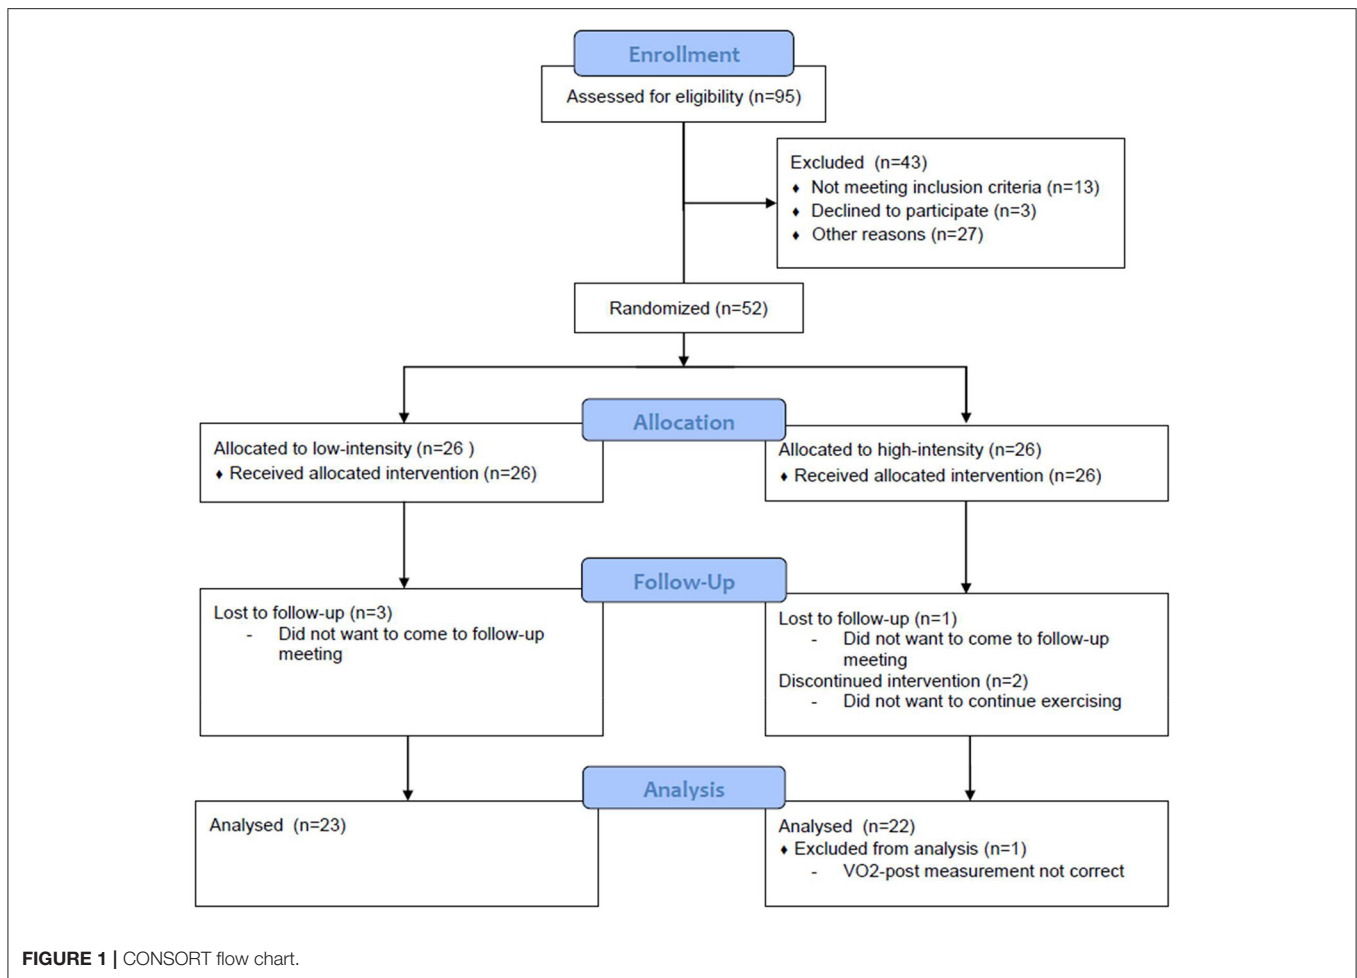 Enrollment
Assessed for eligibility (n=95)
Excluded (n=43)
♦ Not meeting inclusion criteria (n=13)
♦ Declined to participate (n=3)
♦ Other reasons (n=27)
Randomized (n=52)
Allocation
Allocated to low-intensity (n=26 )
♦ Received allocated intervention (n=26)
Allocated to high-intensity (n=26)
♦ Received allocated intervention (n=26)
Follow-Up
Lost to follow-up (n=3)
- Did not want to come to follow-up
meeting
Lost to follow-up (n=1)
- Did not want to come to follow-up
meeting
Discontinued intervention (n=2)
- Did not want to continue exercising
Analysis
Analysed (n=23)
Analysed (n=22)
♦ Excluded from analysis (n=1)
- VO2-post measurement not correct
FIGURE 1 | CONSORT flow chart.